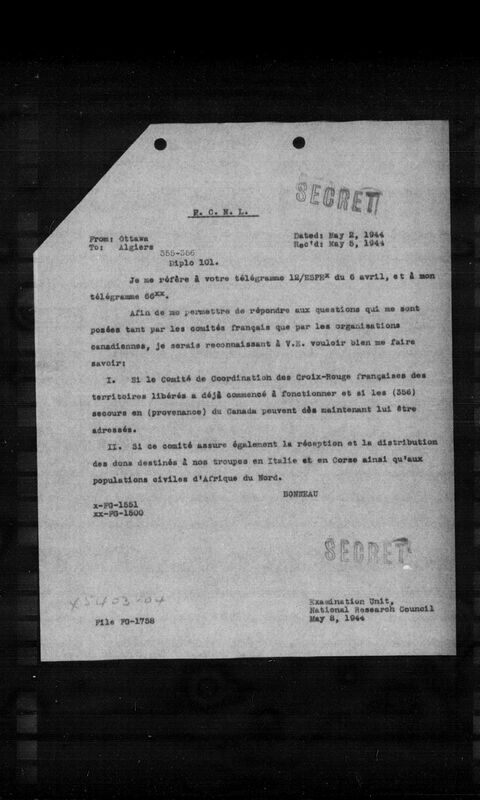 SECRET
F. C. N. L.
From: Ottawa
To: Algiers
Dated: May 2, 1944
Rec'd: May 5, 1944
355-356
Diplo 101.
Je me réfère à votre télégramme 12/ESPEx du 6 avril, et à mon
télégramme 66xx.
Afin de me permettre de répondre aux questions qui me sont
posées tant par les comités français que par les organisations
canadiennes, je serais reconnaissant à V.E. vouloir bien me faire
savoir:
I. Si le Comité de Coordination des Croix-Rouge françaises des
territoires libérés a déjà commencé à fonctionner et si les (356)
secours en (provenance) du Canada peuvent dès maintenant lui être
adressés.
II. Si ce comité assure également la réception et la distribution
des dons destinés à nos troupes en Italie et en Corse ainsi qu'aux
populations civiles d'Afrique du Nord.
BONNEAU
x-FG-1551
xx-FG-1500
SECRET
File FG-1758
Examination Unit,
National Research Council
May 8, 1944